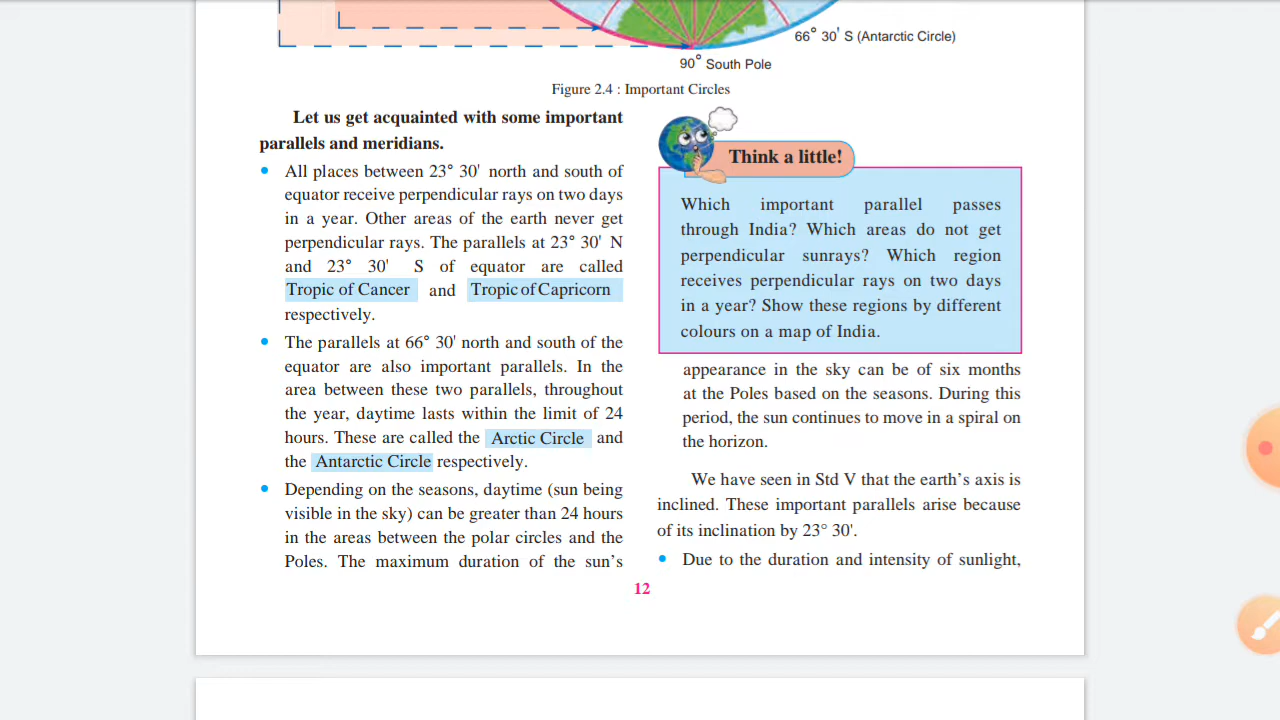 66° 30' S (Antarctic Circle)
90° South Pole
Figure 2.4 : Important Circles
Let us get acquainted with some important
parallels and meridians.
• All places between 23° 30' north and south of
equator receive perpendicular rays on two days
in a year. Other areas of the earth never get
perpendicular rays. The parallels at 23° 30' N
and 23° 30' S of equator are called
Tropic of Cancer and Tropic of Capricorn
respectively.
• The parallels at 66° 30' north and south of the
equator are also important parallels. In the
area between these two parallels, throughout
the year, daytime lasts within the limit of 24
hours. These are called the Arctic Circle and
the Antarctic Circle respectively.
• Depending on the seasons, daytime (sun being
visible in the sky) can be greater than 24 hours
in the areas between the polar circles and the
Poles. The maximum duration of the sun's
Think a little!
Which important parallel passes
through India? Which areas do not get
perpendicular sunrays? Which region
receives perpendicular rays on two days
in a year? Show these regions by different
colours on a map of India.
appearance in the sky can be of six months
at the Poles based on the seasons. During this
period, the sun continues to move in a spiral on
the horizon.
We have seen in Std V that the earth's axis is
inclined. These important parallels arise because
of its inclination by 23° 30'.
• Due to the duration and intensity of sunlight,
12